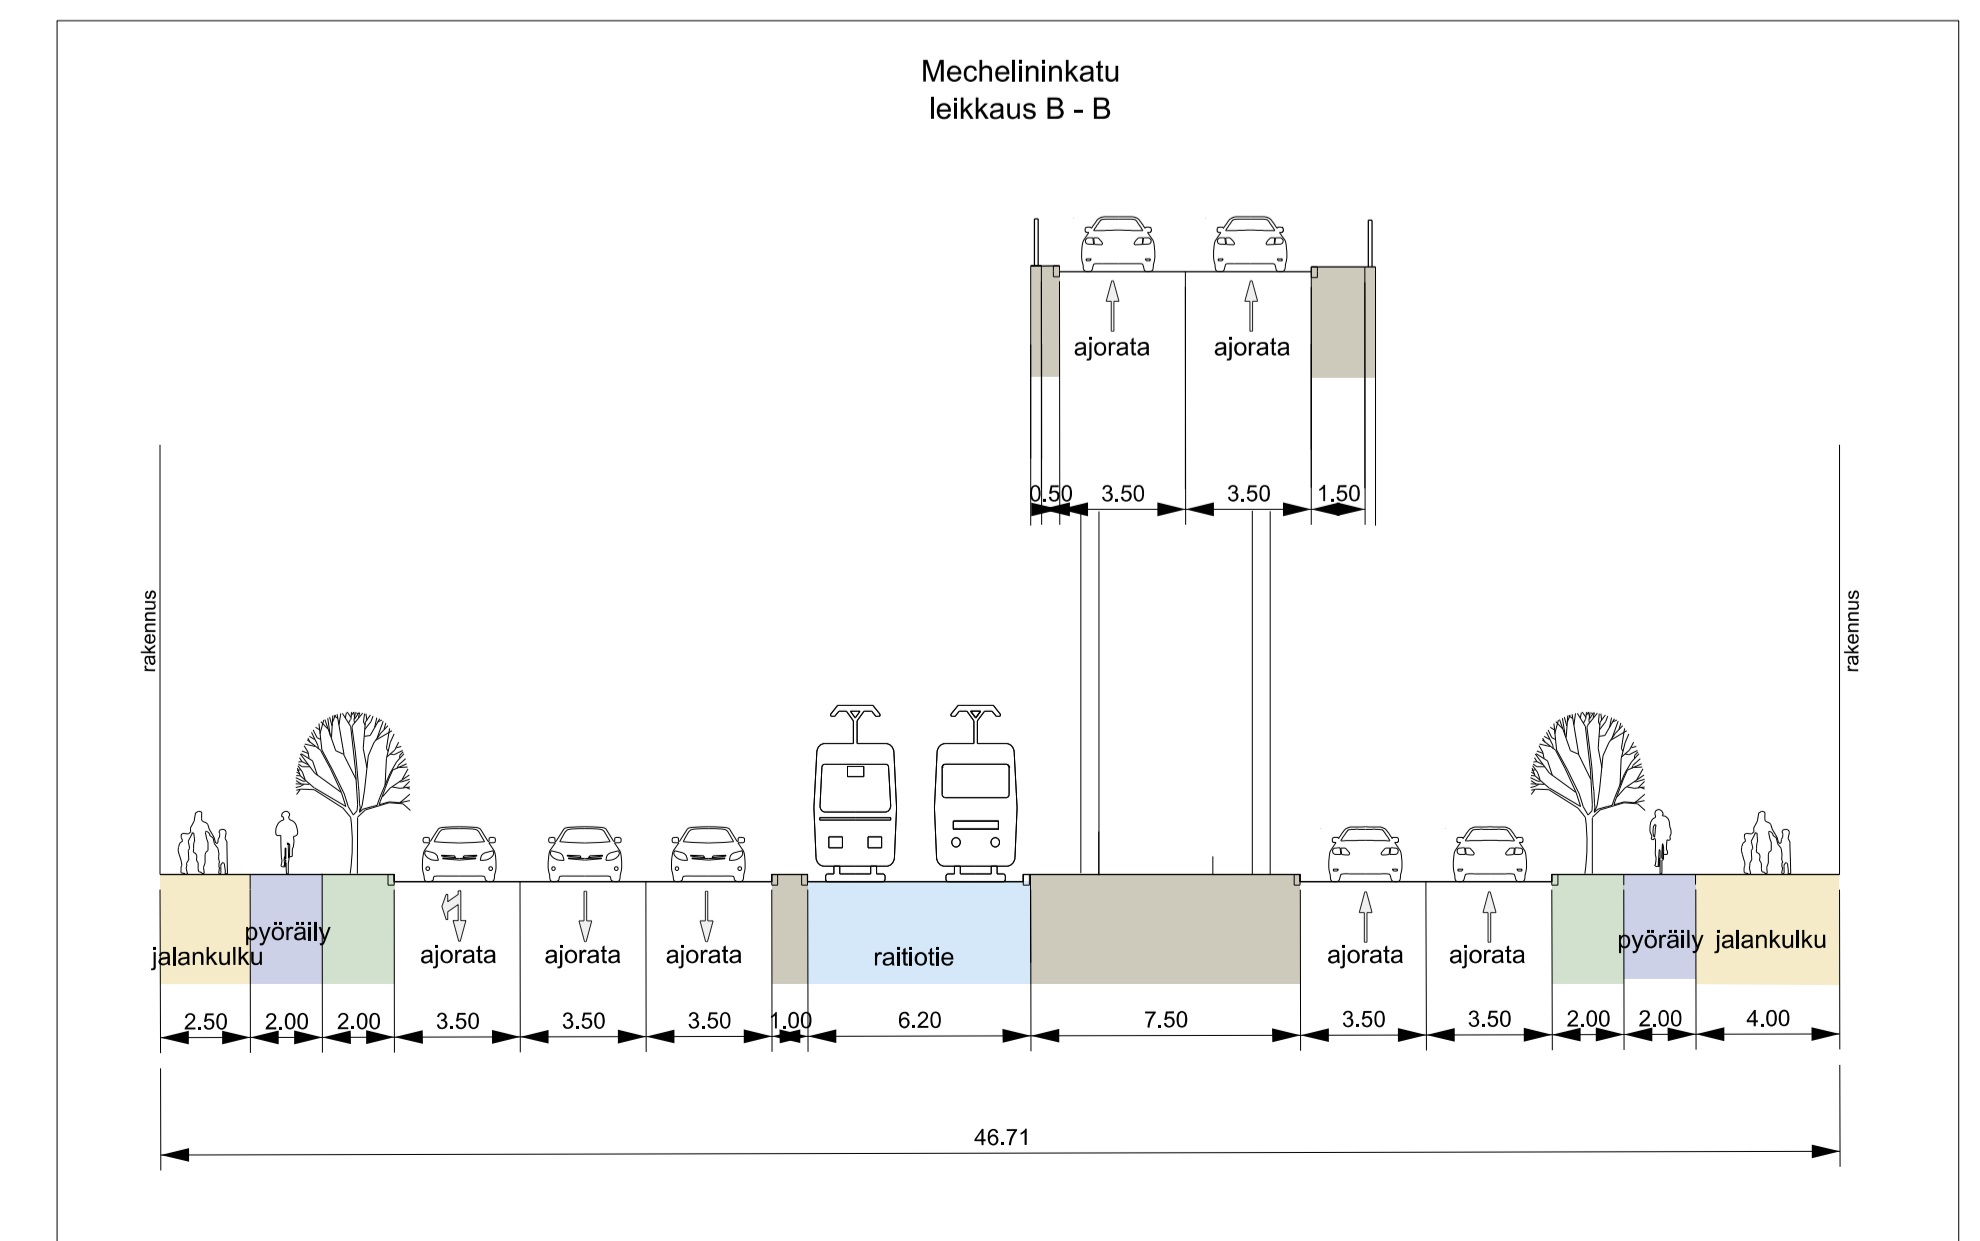 Mechelininkatu
leikkaus B - B
ajorata ajorata
0.50 3.50 3.50 1.50
rakennus rakennus
jalankulku pyöräily ajorata ajorata ajorata raitiotie ajorata ajorata pyöräily jalankulku
2.50 2.00 2.00 3.50 3.50 3.50 1.00 6.20 7.50 3.50 3.50 2.00 2.00 4.00
46.71